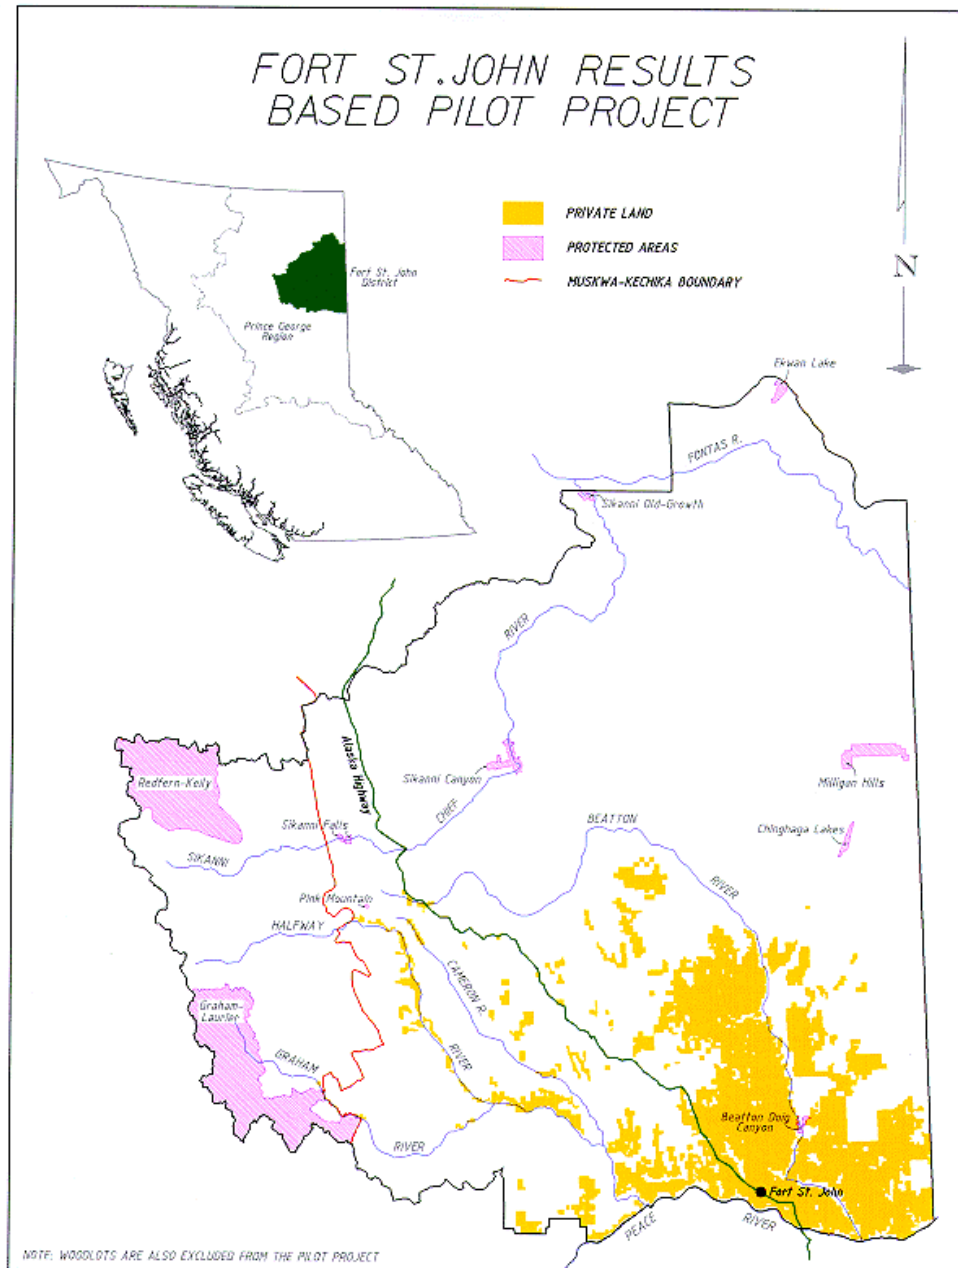 FORT ST. JOHN RESULTS
BASED PILOT PROJECT
PRIVATE LAND
PROTECTED AREAS
MUSKWA-KECHIKA BOUNDARY
N
Fort St. John
District
Prince George
Region
Ekwan Lake
FONTAS R.
Sikanni Old-Growth
RIVER
Alaska Highway
Redfern-Keily
Sikanni Canyon
Milligan Hills
CHIEF
Sikanni Falls
BEATTON
Chinghaga Lakes
SIKANNI
RIVER
Pink Mountain
HALFWAY
CAMERON R.
Graham-
Laurier
GRAHAM
RIVER
Beatton Doig
Canyon
RIVER
Fort St. John
PEACE
RIVER
NOTE: WOODLOTS ARE ALSO EXCLUDED FROM THE PILOT PROJECT